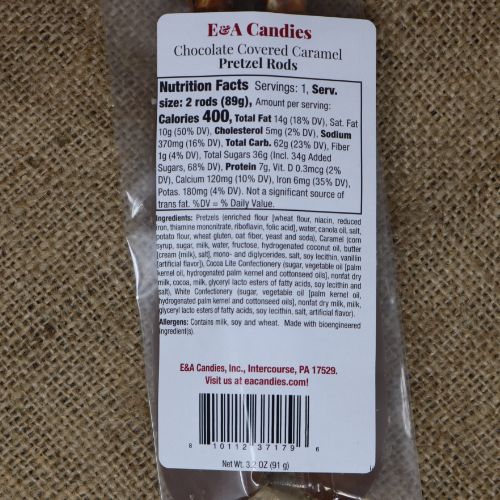 E&A Candies
Chocolate Covered Caramel
Pretzel Rods
Nutrition Facts Servings: 1, Serv.
size: 2 rods (89g), Amount per serving:
Calories 400, Total Fat 14g (18% DV), Sat. Fat
10g (50% DV), Cholesterol 5mg (2% DV), Sodium
370mg (16% DV), Total Carb. 62g (23% DV), Fiber
1g (4% DV), Total Sugars 36g (Incl. 34g Added
Sugars, 68% DV), Protein 7g, Vit. D 0.3mcg (2%
DV), Calcium 120mg (10% DV), Iron 6mg (35% DV),
Potas. 180mg (4% DV). Not a significant source of
trans fat. %DV = % Daily Value.
Ingredients: Pretzels (enriched flour [wheat flour, niacin, reduced
iron, thiamine mononitrate, riboflavin, folic acid], water, canola oil, salt,
potato flour, wheat gluten, oat fiber, yeast and soda), Caramel (corn
syrup, sugar, milk, water, fructose, hydrogenated coconut oil, butter
[cream {milk}, salt], mono- and diglycerides, salt, soy lecithin, vanillin
[artificial flavor]), Cocoa Lite Confectionery (sugar, vegetable oil [palm
kernel oil, hydrogenated palm kernel and cottonseed oils], nonfat dry
milk, cocoa, milk, glyceryl lacto esters of fatty acids, soy lecithin and
salt), White Confectionery (sugar, vegetable oil [palm kernel oil,
hydrogenated palm kernel and cottonseed oils], nonfat dry milk, milk,
glyceryl lacto esters of fatty acids, soy lecithin, salt, artificial flavor).
Allergens: Contains milk, soy and wheat. Made with bioengineered
ingredient(s).
E&A Candies, Inc., Intercourse, PA 17529.
Visit us at eacandies.com!
8 10112 37179 6
Net Wt. 3.2 OZ (91 g)